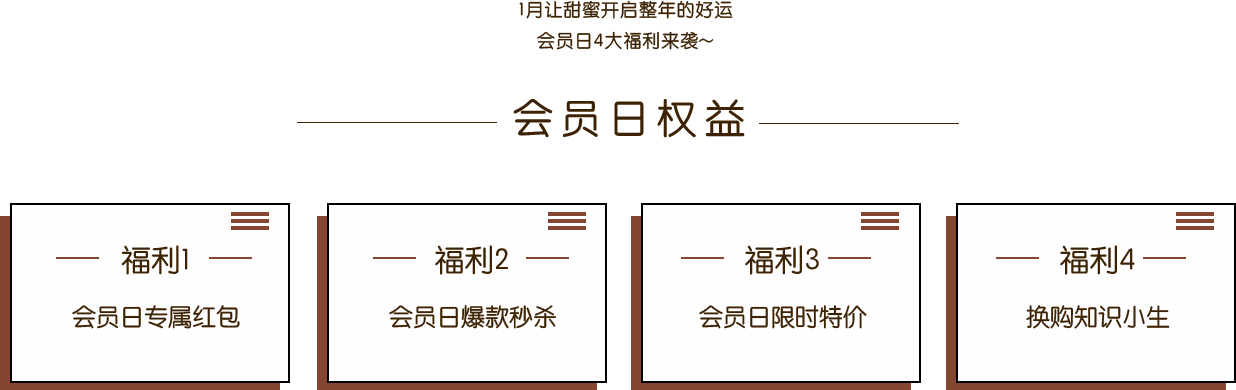 1月让甜蜜开启整年的好运
会员日4大福利来袭～
会员日权益
福利1
会员日专属红包
福利2
会员日爆款秒杀
福利3
会员日限时特价
福利4
换购知识小生